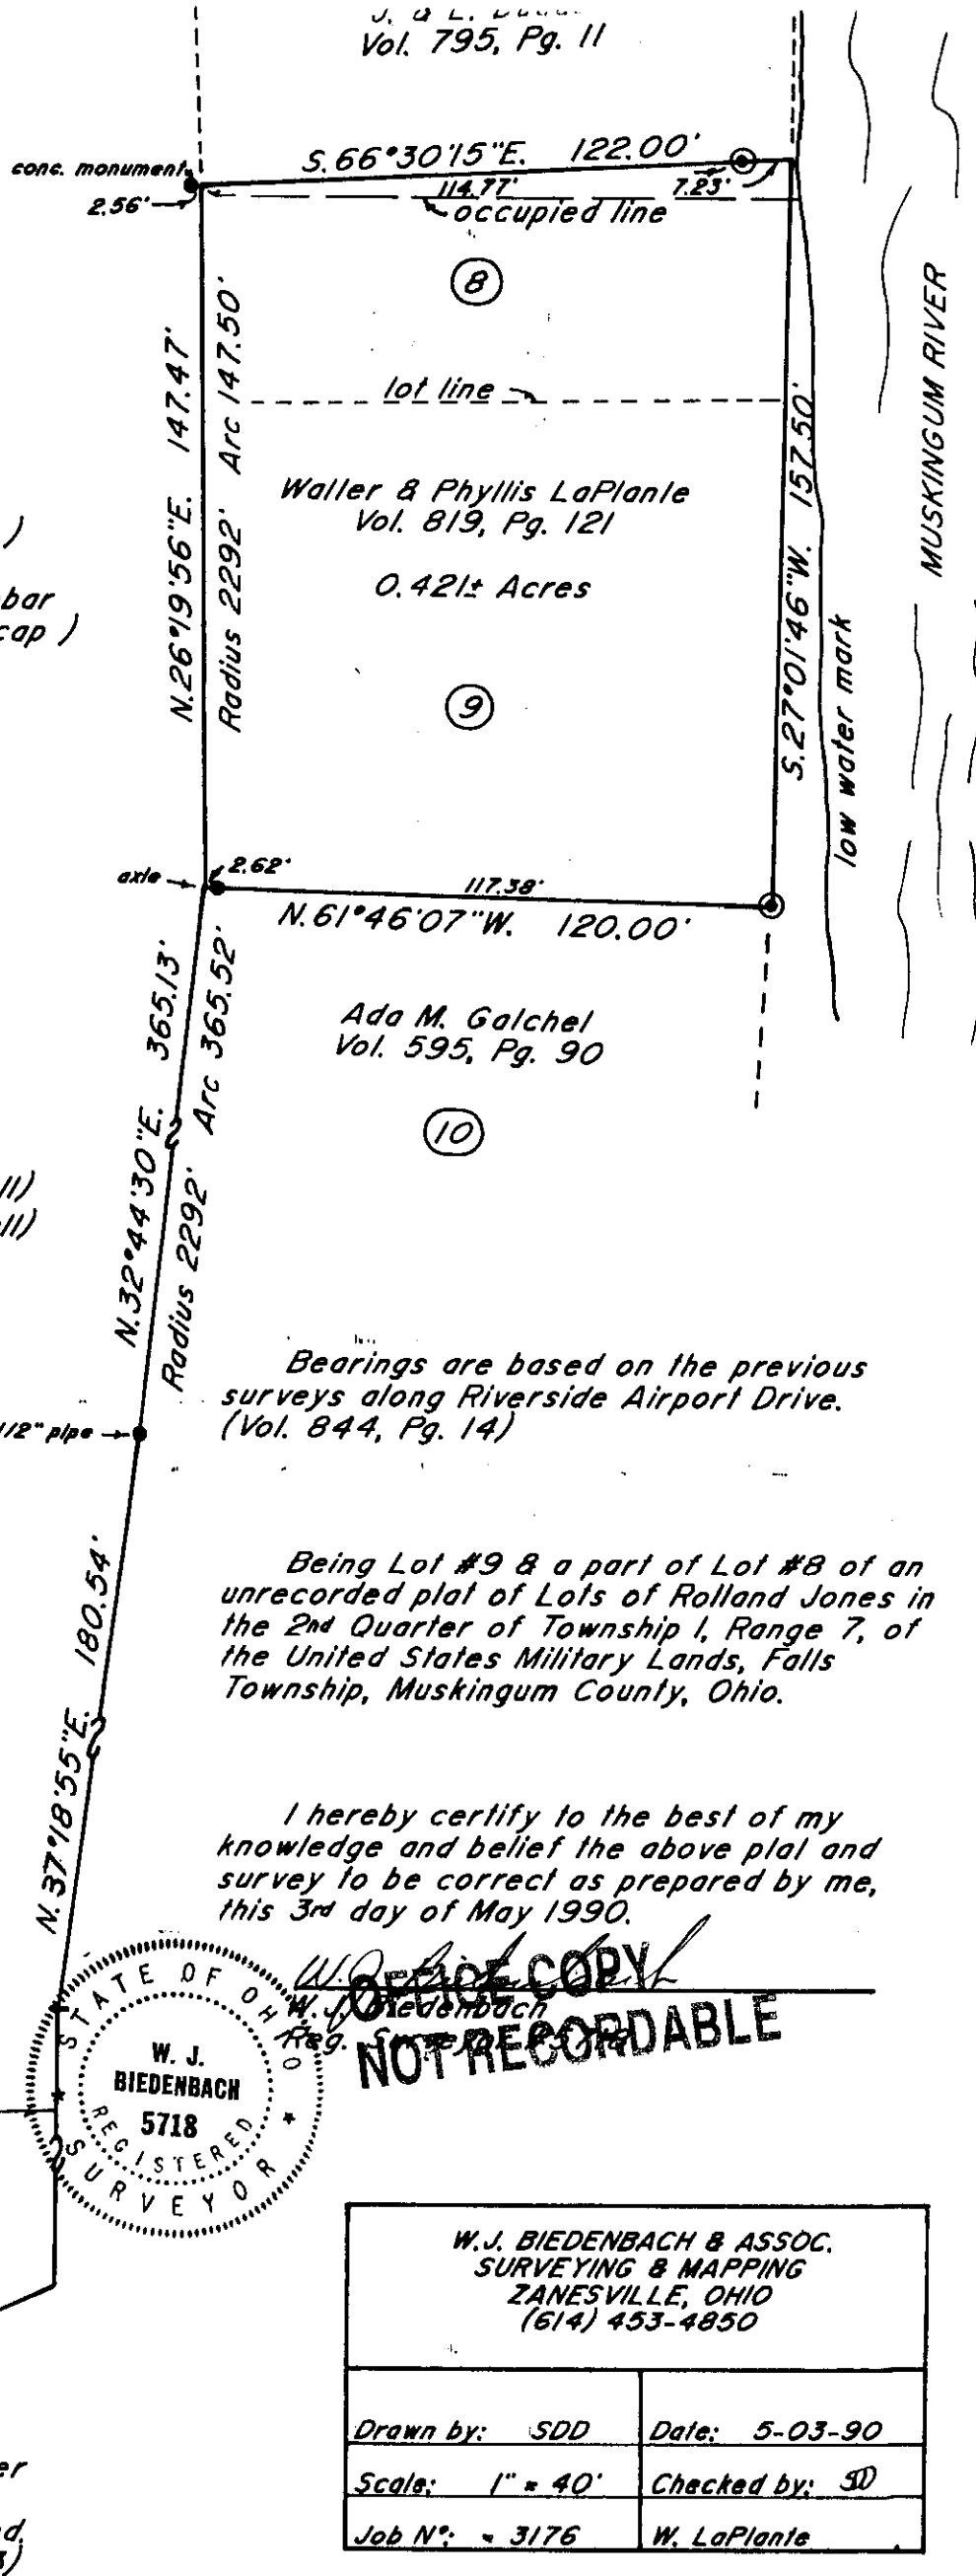 Vol. 795, Pg. 11
S. 66°30'15"E. 122.00'
conc. monument
114.77'
7.23'
2.56'
occupied line
8
MUSKINGUM RIVER
N. 26°19'56"E. 147.47'
Radius 2292' Arc 147.50'
lot line
S. 27°01'46"W. 157.50'
low water mark
Walter & Phyllis LaPlante
Vol. 819, Pg. 121
0.421± Acres
)
bar
cap )
9
axle
2.62'
117.38'
N. 61°46'07"W. 120.00'
N. 32°44'30"E. 365.13'
Radius 2292' Arc 365.52'
Ada M. Gatchel
Vol. 595, Pg. 90
10
ll)
ll)
Bearings are based on the previous
surveys along Riverside Airport Drive.
1/2" pipe
(Vol. 844, Pg. 14)
N. 37°18'55"E. 180.54'
Being Lot #9 & a part of Lot #8 of an
unrecorded plat of Lots of Rolland Jones in
the 2nd Quarter of Township 1, Range 7, of
the United States Military Lands, Falls
Township, Muskingum County, Ohio.
I hereby certify to the best of my
knowledge and belief the above plat and
survey to be correct as prepared by me,
this 3rd day of May 1990.
W. J. Biedenbach
Reg.
OFFICE COPY
NOT RECORDABLE
STATE OF OHIO
W. J.
BIEDENBACH
5718
REGISTERED
SURVEYOR
W.J. BIEDENBACH & ASSOC.
SURVEYING & MAPPING
ZANESVILLE, OHIO
(614) 453-4850
Drawn by: SDD Date: 5-03-90
Scale: 1" = 40' Checked by: SD
Job Nº: - 3176 W. LaPlante
er
d.
)